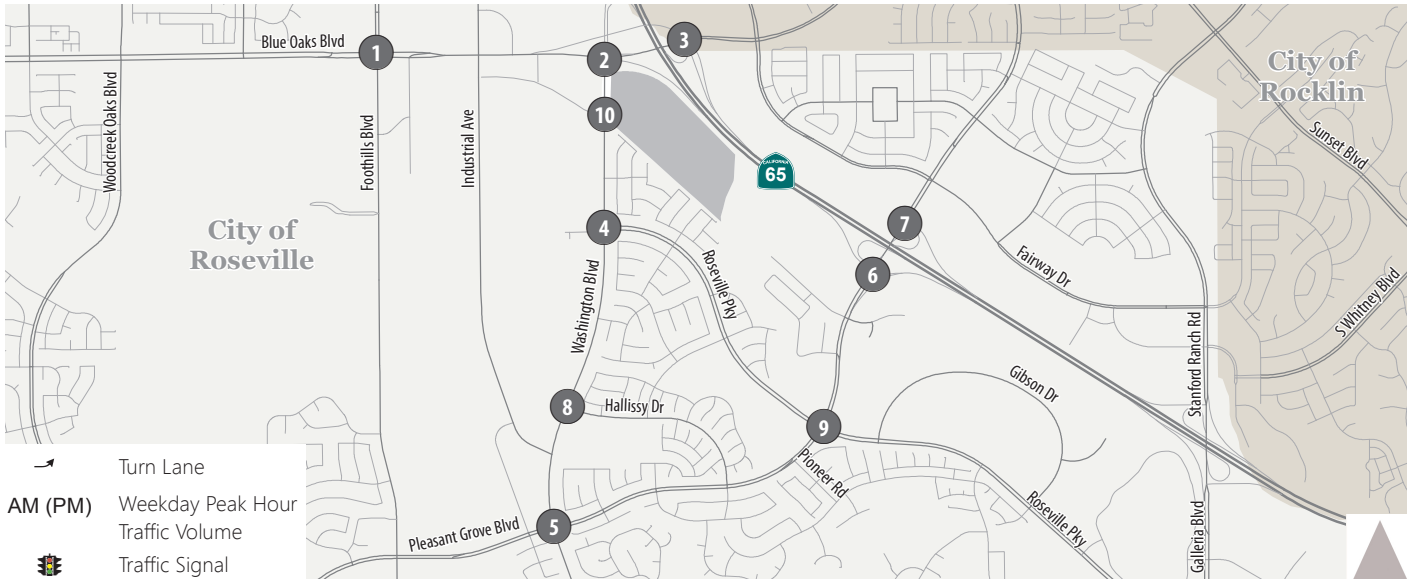 Blue Oaks Blvd
1
2
3
City of
Rocklin
10
Woodcreek Oaks Blvd
Foothills Blvd
Industrial Ave
Sunset Blvd
CALIFORNIA
65
City of
Roseville
4
7
6
Washington Blvd
Roseville Pky
Fairway Dr
S Whitney Blvd
Stanford Ranch Rd
8
Hallissy Dr
Gibson Dr
9
Pioneer Rd
Roseville Pky
Galleria Blvd
Pleasant Grove Blvd
5
Turn Lane
AM (PM)
Weekday Peak Hour
Traffic Volume
Traffic Signal